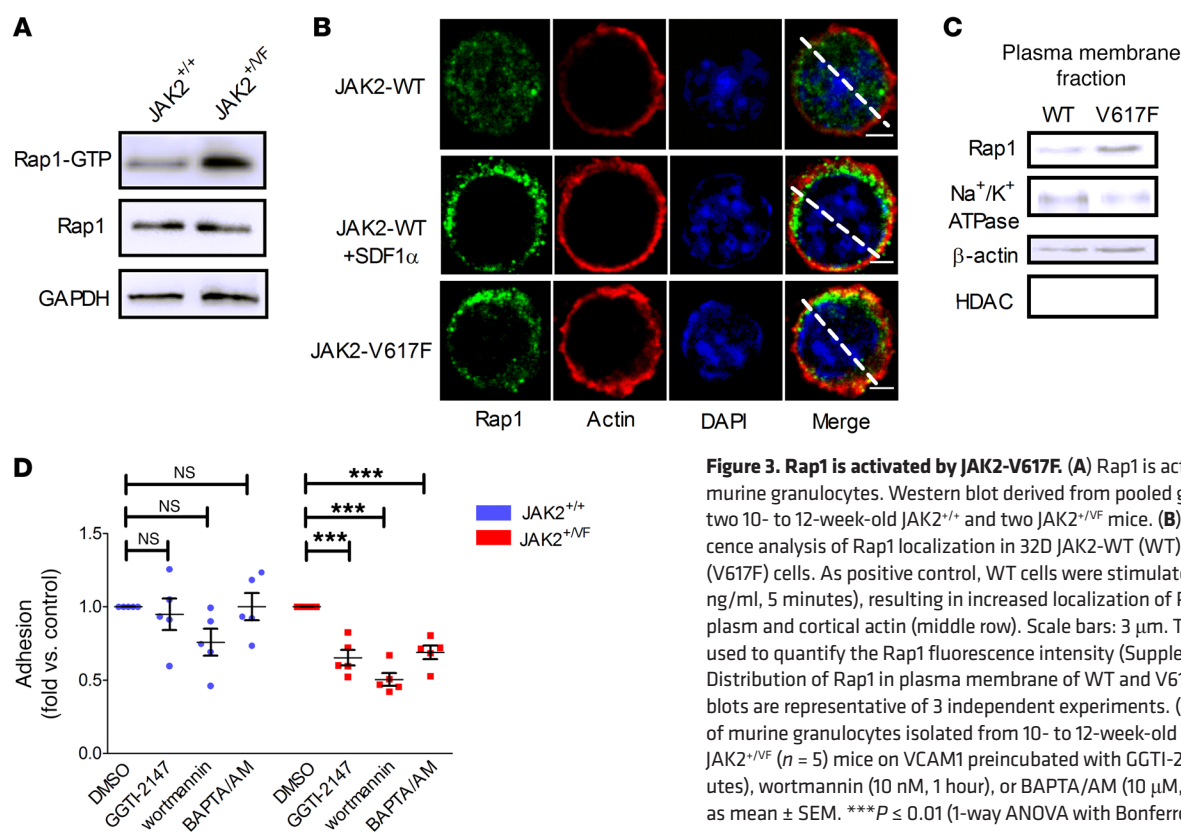 A
JAK2+/+
JAK2+/VF
Rap1-GTP
Rap1
GAPDH
B
JAK2-WT
JAK2-WT
+SDF1α
JAK2-V617F
Rap1 Actin DAPI Merge
C
Plasma membrane
fraction
WT V617F
Rap1
Na+/K+
ATPase
β-actin
HDAC
D
NS
NS
NS
***
***
***
JAK2+/+
JAK2+/VF
Adhesion
(fold vs. control)
1.5
1.0
0.5
0.0
DMSO
GGTI-2147
wortmannin
BAPTA/AM
DMSO
GGTI-2147
wortmannin
BAPTA/AM
Figure 3. Rap1 is activated by JAK2-V617F. (A) Rap1 is act
murine granulocytes. Western blot derived from pooled g
two 10- to 12-week-old JAK2+/+ and two JAK2+/VF mice. (B)
cence analysis of Rap1 localization in 32D JAK2-WT (WT)
(V617F) cells. As positive control, WT cells were stimulate
ng/ml, 5 minutes), resulting in increased localization of R
plasm and cortical actin (middle row). Scale bars: 3 μm. T
used to quantify the Rap1 fluorescence intensity (Supple
Distribution of Rap1 in plasma membrane of WT and V61
blots are representative of 3 independent experiments. (
of murine granulocytes isolated from 10- to 12-week-old
JAK2+/VF (n = 5) mice on VCAM1 preincubated with GGTI-2
utes), wortmannin (10 nM, 1 hour), or BAPTA/AM (10 μM,
as mean ± SEM. ***P ≤ 0.01 (1-way ANOVA with Bonferro